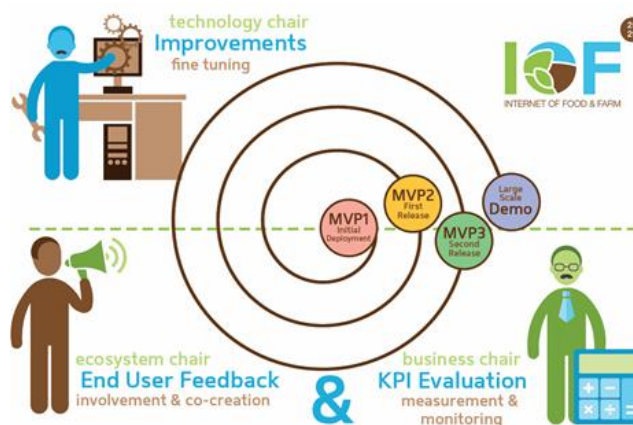 technology chair
Improvements
fine tuning
IOF
INTERNET OF FOOD & FARM
MVP1
Initial
Deployment
MVP2
First
Release
MVP3
Second
Release
Large
Scale
Demo
ecosystem chair
End User Feedback
involvement & co-creation
&
business chair
KPI Evaluation
measurement &
monitoring